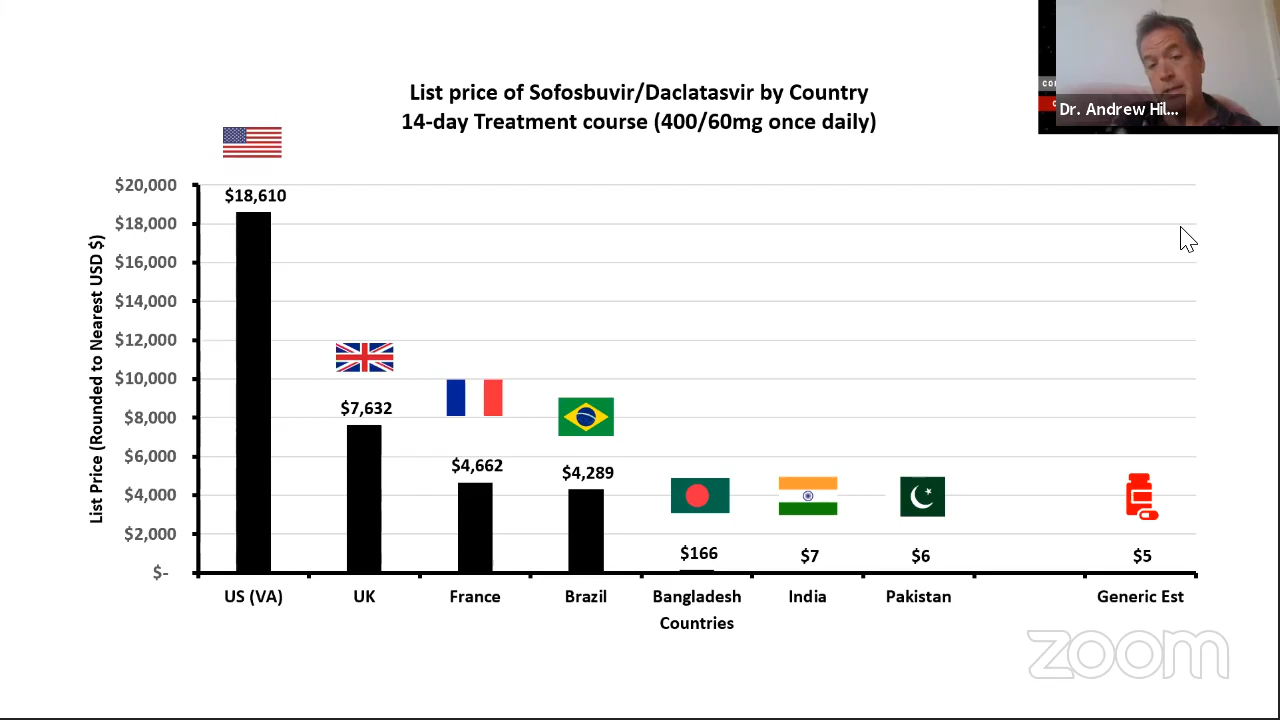 List price of Sofosbuvir/Daclatasvir by Country
14-day Treatment course (400/60mg once daily)
Dr. Andrew Hil...
List Price (Rounded to Nearest USD $)
$20,000
$18,000
$16,000
$14,000
$12,000
$10,000
$8,000
$6,000
$4,000
$2,000
$-
$18,610
$7,632
$4,662
$4,289
$166
$7
$6
$5
US (VA)
UK
France
Brazil
Bangladesh
India
Pakistan
Generic Est
Countries
zoom